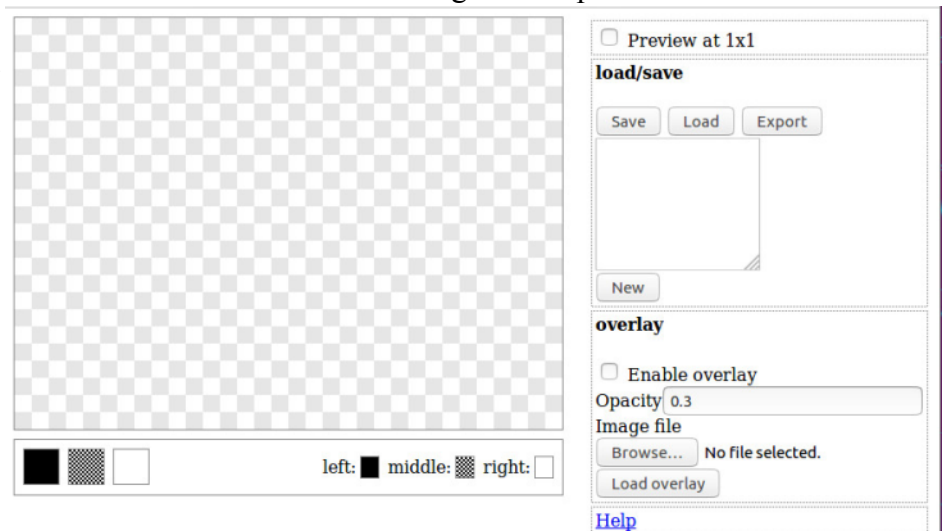 Preview at 1x1
load/save
Save Load Export
New
overlay
Enable overlay
Opacity 0.3
Image file
Browse... No file selected.
Load overlay
Help
left: middle: right: